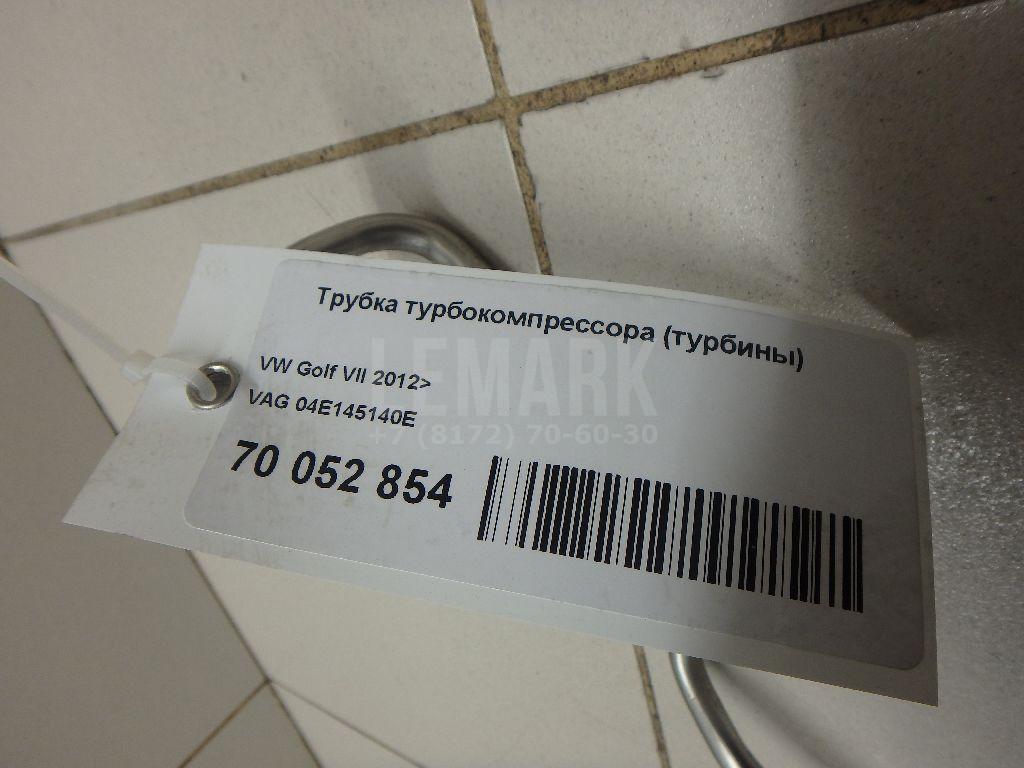 Трубка турбокомпрессора (турбины)
VW Golf VII 2012>
VAG 04E145140E
70 052 854
LEMARK
+7 (8172) 70-60-30